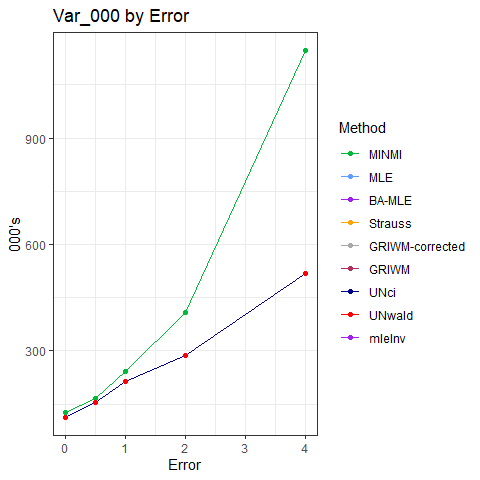 Var_000 by Error
000's
900
600
300
0 1 2 3 4
Error
Method
MINMI
MLE
BA-MLE
Strauss
GRIWM-corrected
GRIWM
UNci
UNwald
mleInv